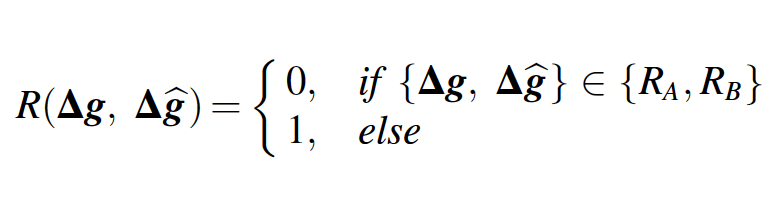 R(Δg, Δĝ) = { 0, if {Δg, Δĝ} ∈ {R_A, R_B}
1, else